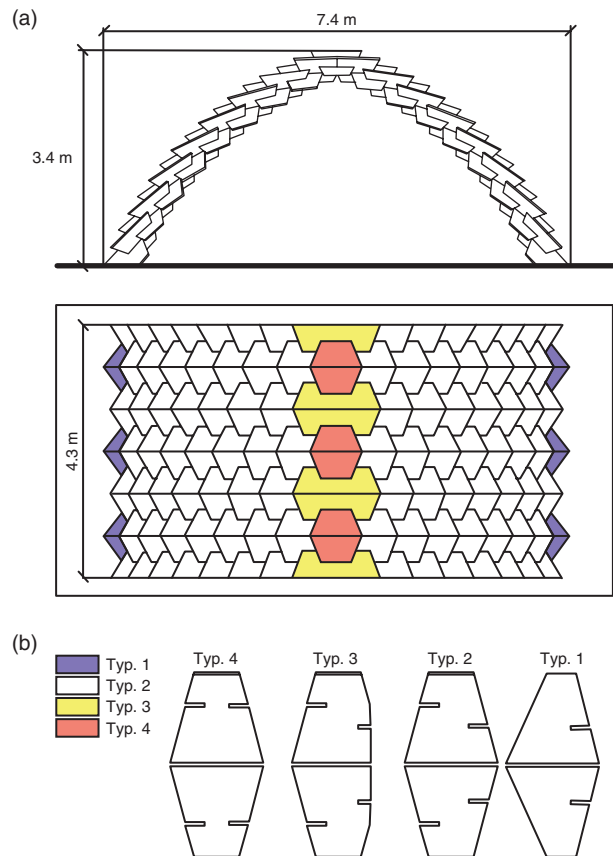 (a)
7.4 m
3.4 m
4.3 m
(b)
Typ. 1
Typ. 2
Typ. 3
Typ. 4
Typ. 4
Typ. 3
Typ. 2
Typ. 1